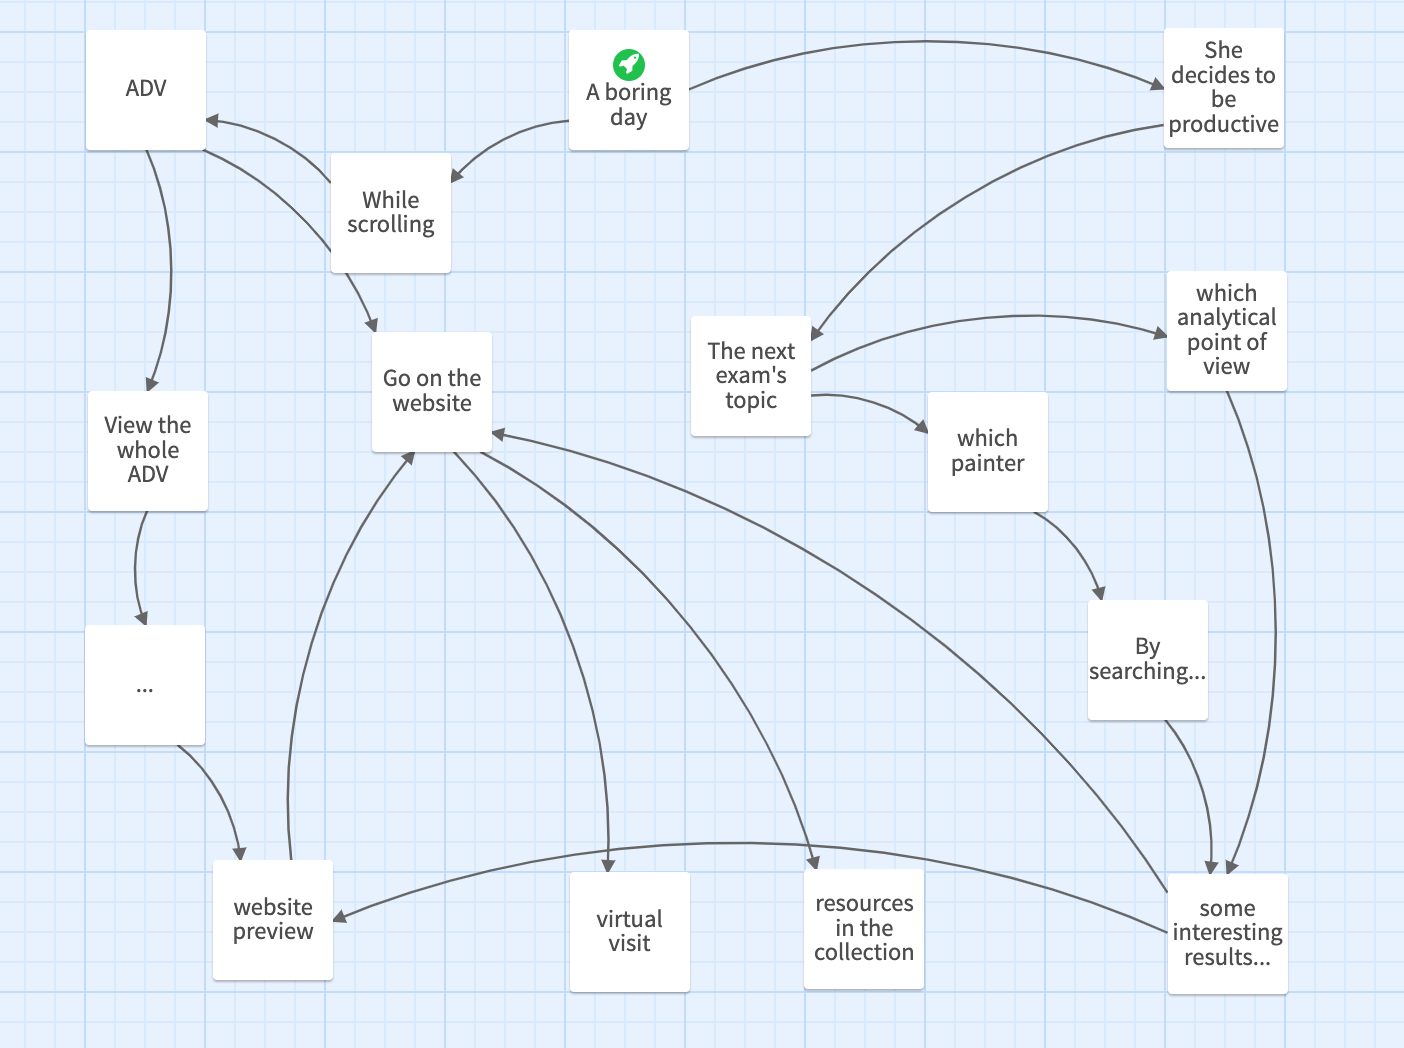 ADV
A boring
day
She
decides to
be
productive
While
scrolling
which
analytical
point of
view
The next
exam's
topic
Go on the
website
View the
whole
ADV
which
painter
By
searching...
...
website
preview
virtual
visit
resources
in the
collection
some
interesting
results...